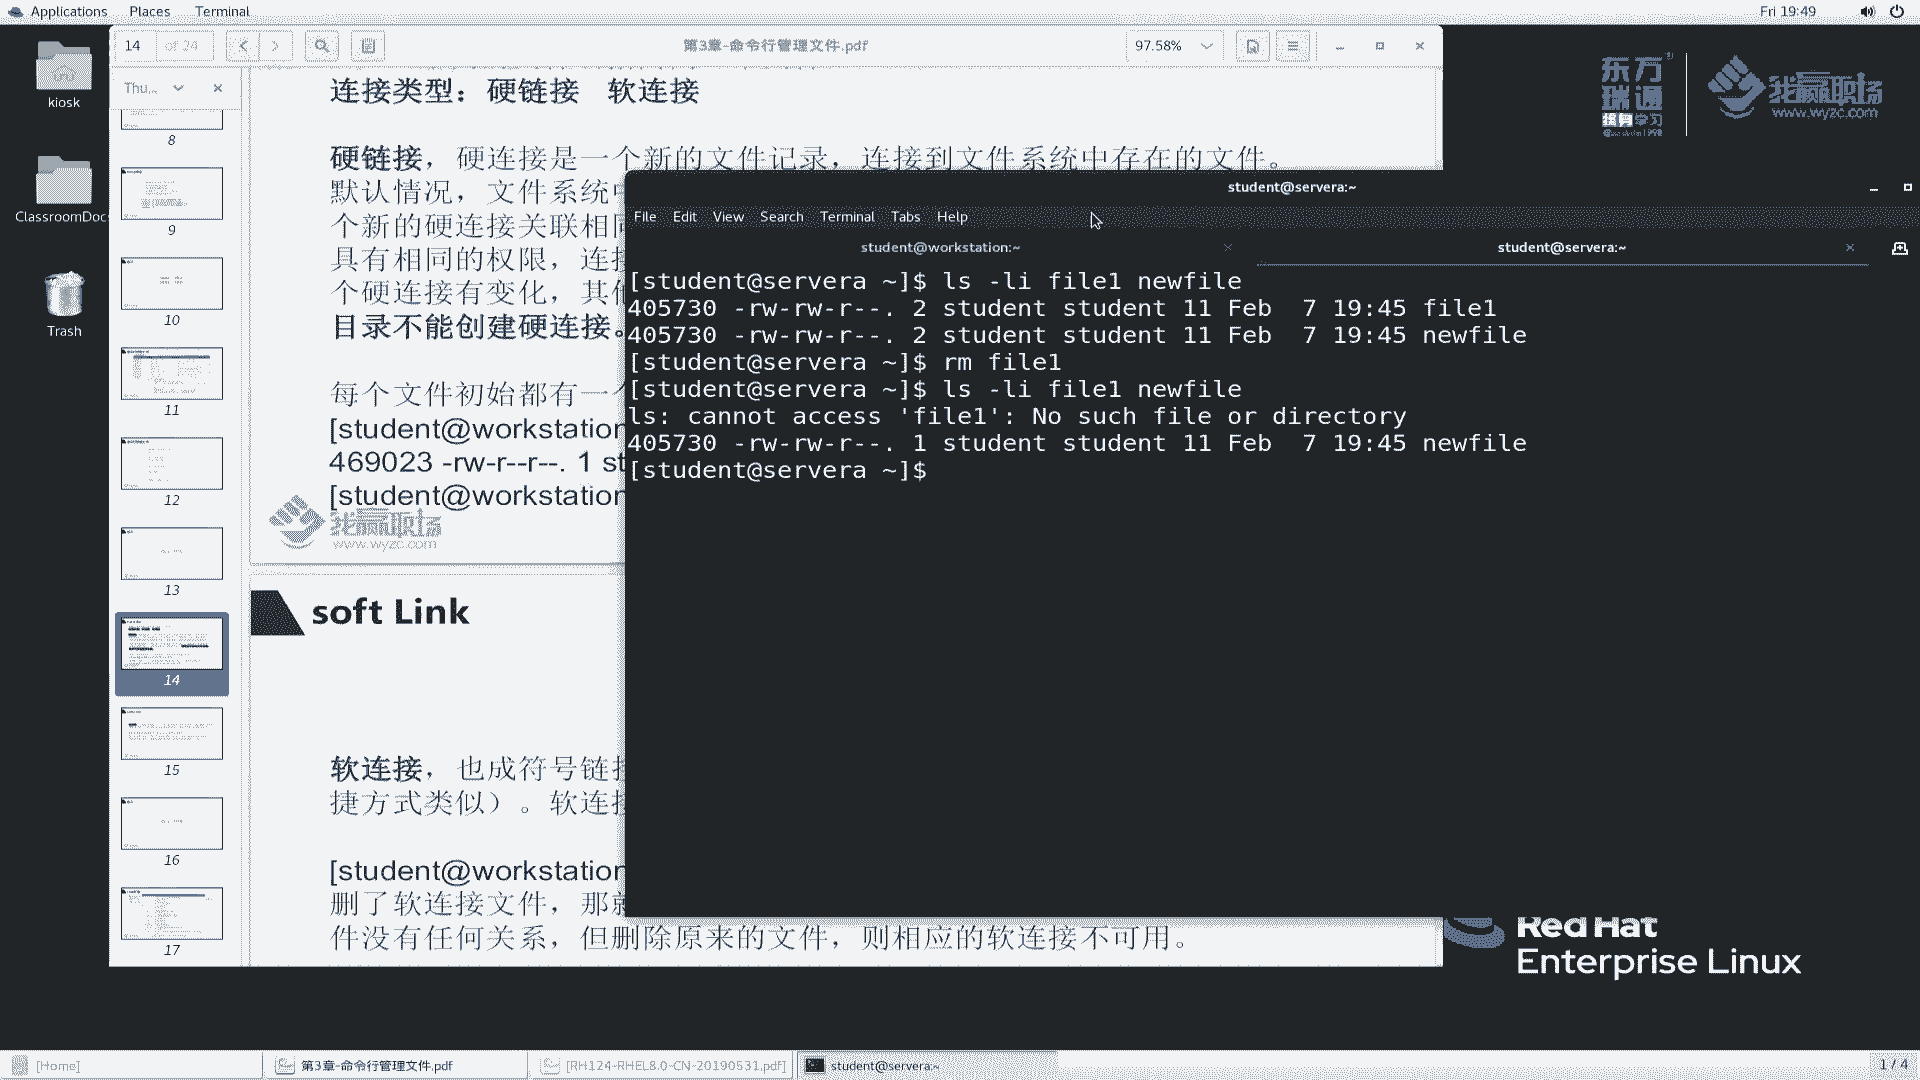 Applications Places Terminal
Fri 19:49
kiosk
ClassroomDoc
Trash
14 of 24
第3章-命令行管理文件.pdf
97.58%
Thu...
8
9
10
11
12
13
14
15
16
17
连接类型：硬链接 软连接
硬链接，硬连接是一个新的文件记录，连接到文件系统中存在的文件。
默认情况，文件系统中
个新的硬连接关联相同
具有相同的权限，连接
个硬连接有变化，其他
目录不能创建硬连接。
每个文件初始都有一个
[student@workstation
469023 -rw-r--r--. 1 st
[student@workstation
我赢职场
www.wyzc.com
soft Link
软连接，也成符号链接
捷方式类似）。软连接
[student@workstation
删了软连接文件，那就
件没有任何关系，但删除原来的文件，则相应的软连接不可用。
student@servera:~
File Edit View Search Terminal Tabs Help
student@workstation:~
student@servera:~
[student@servera ~]$ ls -li file1 newfile
405730 -rw-rw-r--. 2 student student 11 Feb  7 19:45 file1
405730 -rw-rw-r--. 2 student student 11 Feb  7 19:45 newfile
[student@servera ~]$ rm file1
[student@servera ~]$ ls -li file1 newfile
ls: cannot access 'file1': No such file or directory
405730 -rw-rw-r--. 1 student student 11 Feb  7 19:45 newfile
[student@servera ~]$
东方
瑞通
终身学习
我赢职场
www.wyzc.com
Red Hat
Enterprise Linux
[Home]
第3章-命令行管理文件.pdf
[RH124-RHEL8.0-CN-20190531.pdf]
student@servera:~
1 / 4